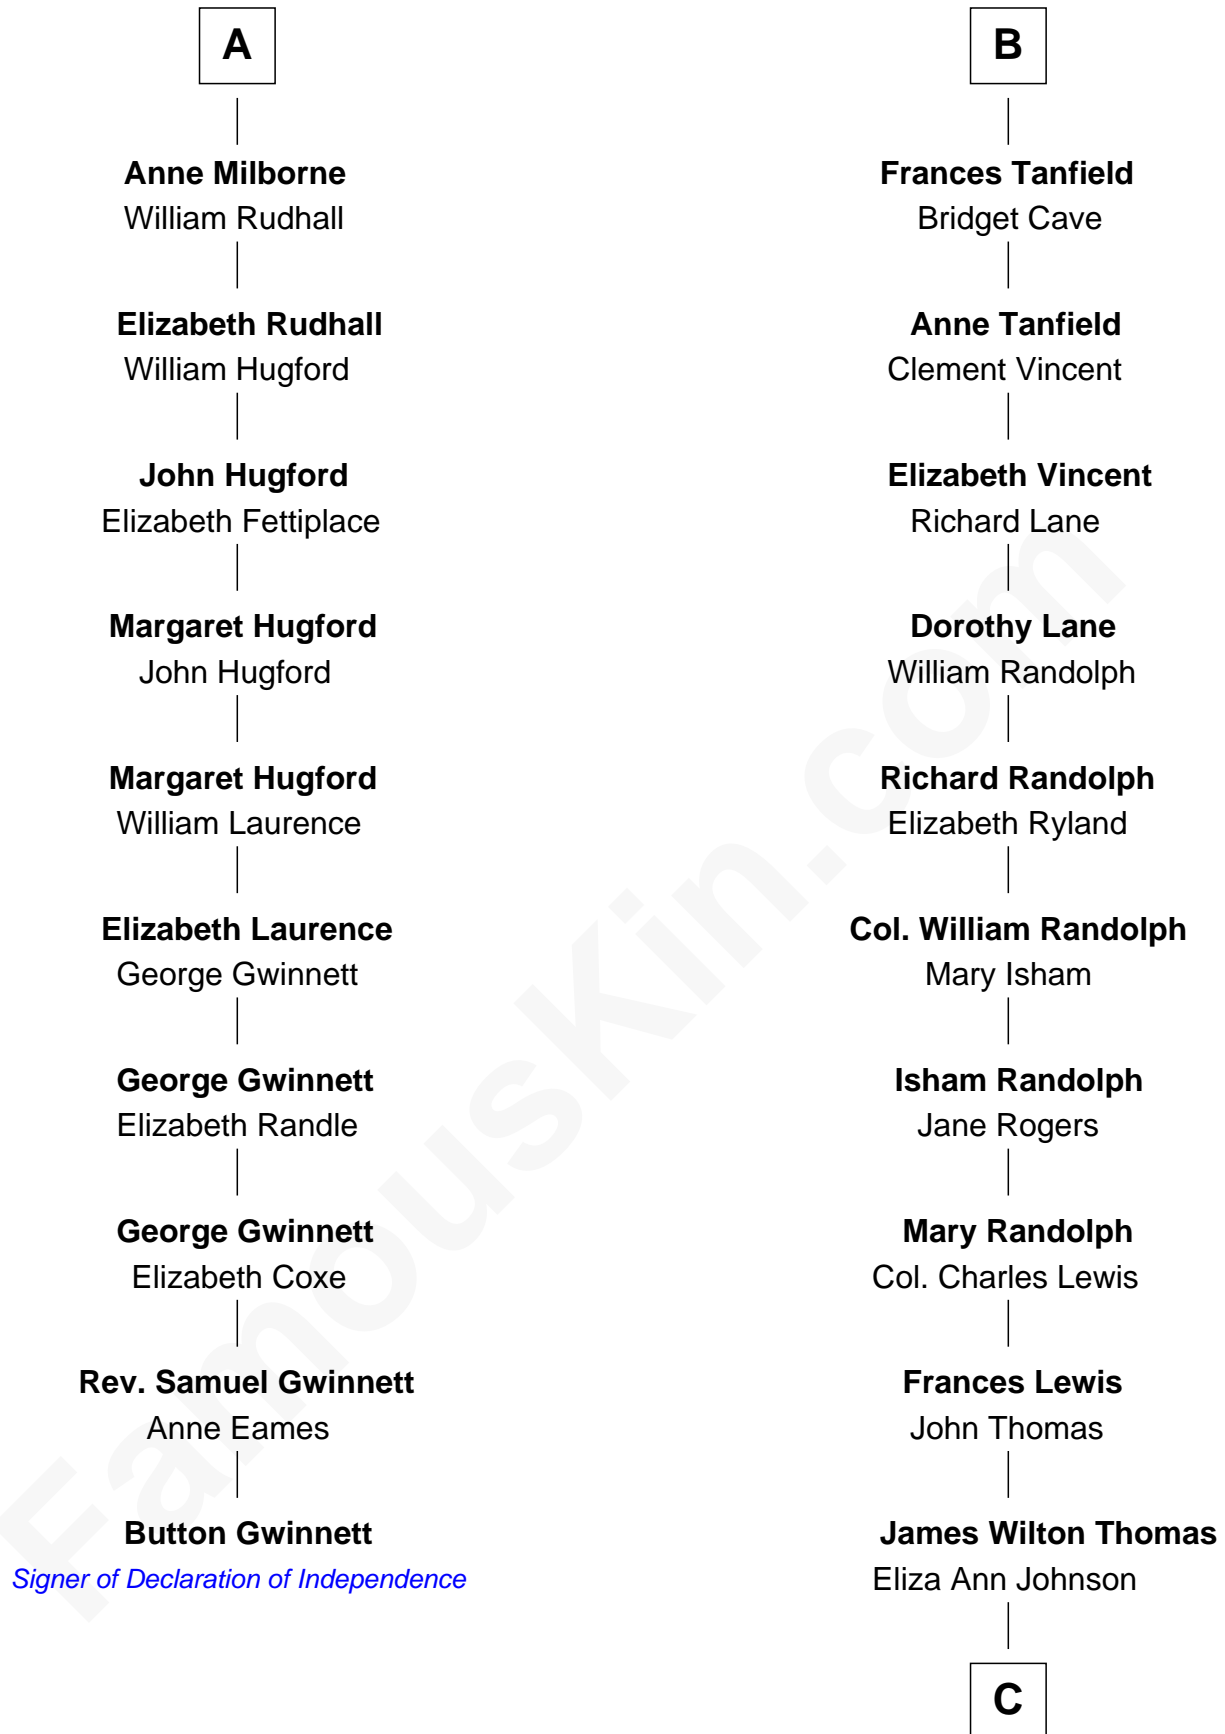 A
Anne Milborne
William Rudhall
Elizabeth Rudhall
William Hugford
John Hugford
Elizabeth Fettiplace
Margaret Hugford
John Hugford
Margaret Hugford
William Laurence
Elizabeth Laurence
George Gwinnett
George Gwinnett
Elizabeth Randle
George Gwinnett
Elizabeth Coxe
Rev. Samuel Gwinnett
Anne Eames
Button Gwinnett
Signer of Declaration of Independence
B
Frances Tanfield
Bridget Cave
Anne Tanfield
Clement Vincent
Elizabeth Vincent
Richard Lane
Dorothy Lane
William Randolph
Richard Randolph
Elizabeth Ryland
Col. William Randolph
Mary Isham
Isham Randolph
Jane Rogers
Mary Randolph
Col. Charles Lewis
Frances Lewis
John Thomas
James Wilton Thomas
Eliza Ann Johnson
C
FamousKin.com